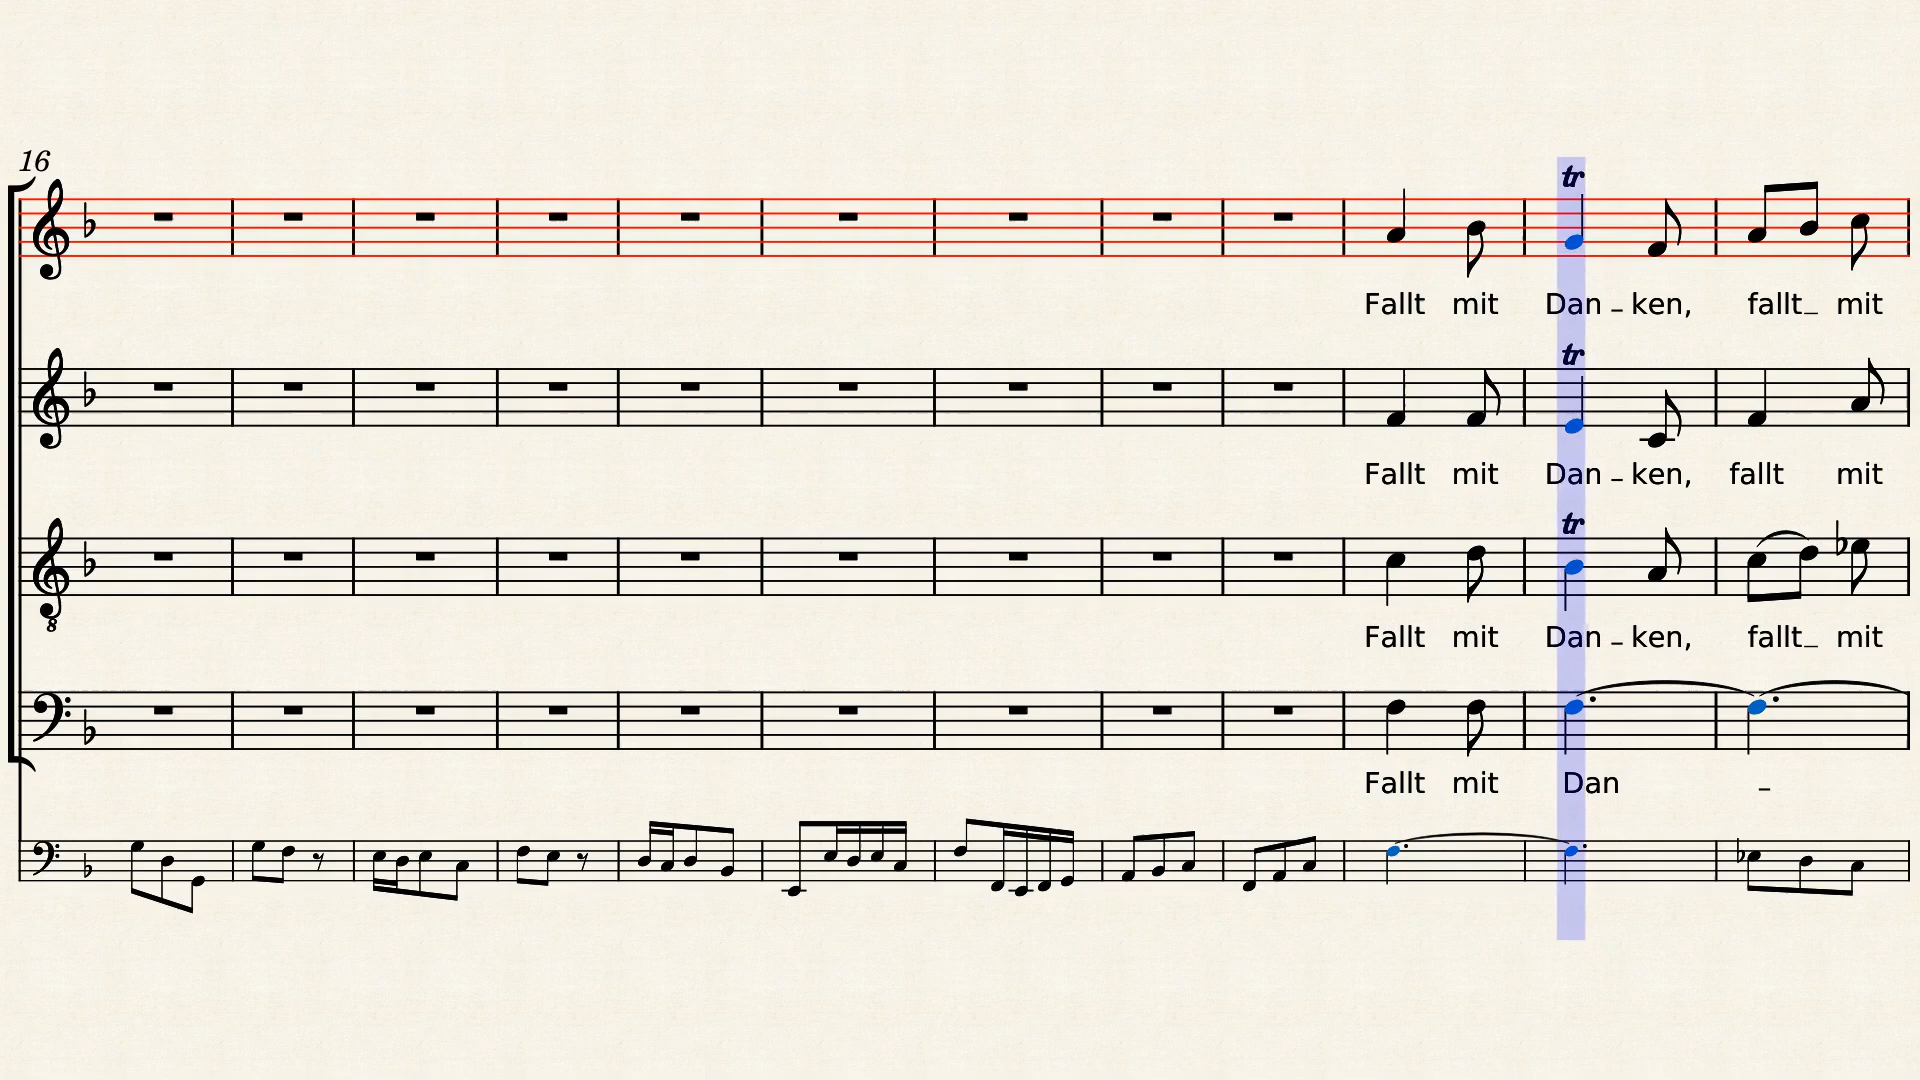 16
tr
Fallt mit Dan - ken, fallt_ mit
tr
Fallt mit Dan - ken, fallt mit
tr
8
Fallt mit Dan - ken, fallt_ mit
Fallt mit Dan -